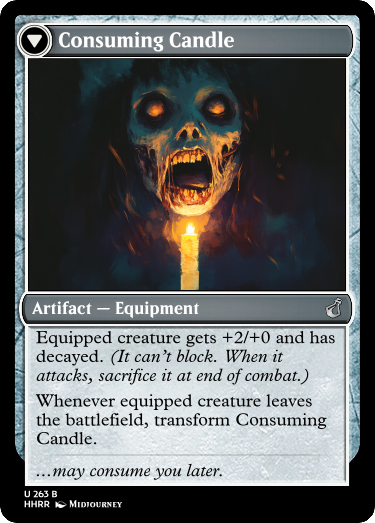 Consuming Candle
Artifact — Equipment
Equipped creature gets +2/+0 and has
decayed. (It can't block. When it
attacks, sacrifice it at end of combat.)
Whenever equipped creature leaves
the battlefield, transform Consuming
Candle.
...may consume you later.
U 263 B
HHRR Midjourney